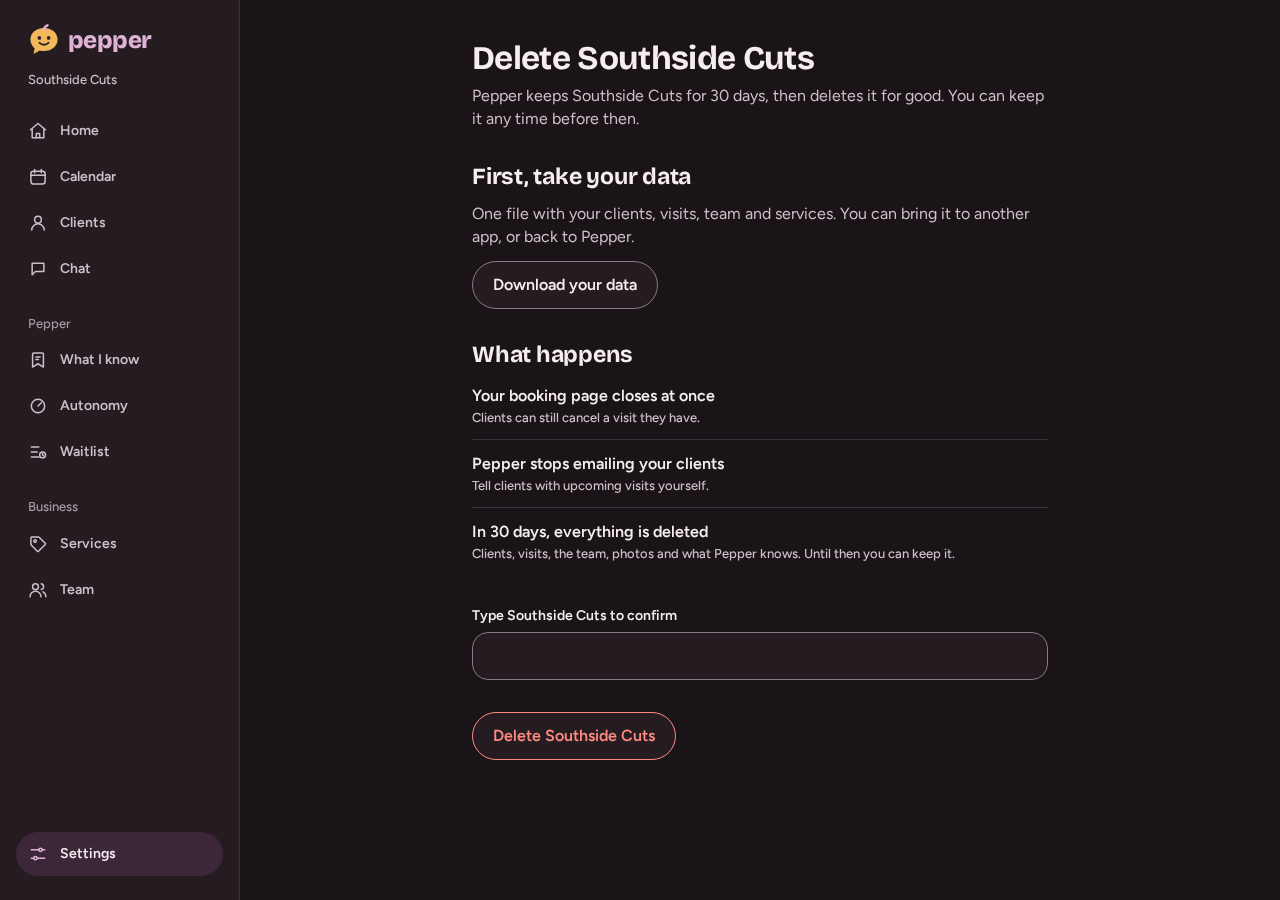 pepper
Southside Cuts
Home
Calendar
Clients
Chat
Pepper
What I know
Autonomy
Waitlist
Business
Services
Team
Settings
Delete Southside Cuts
Pepper keeps Southside Cuts for 30 days, then deletes it for good. You can keep
it any time before then.
First, take your data
One file with your clients, visits, team and services. You can bring it to another
app, or back to Pepper.
Download your data
What happens
Your booking page closes at once
Clients can still cancel a visit they have.
Pepper stops emailing your clients
Tell clients with upcoming visits yourself.
In 30 days, everything is deleted
Clients, visits, the team, photos and what Pepper knows. Until then you can keep it.
Type Southside Cuts to confirm
Delete Southside Cuts